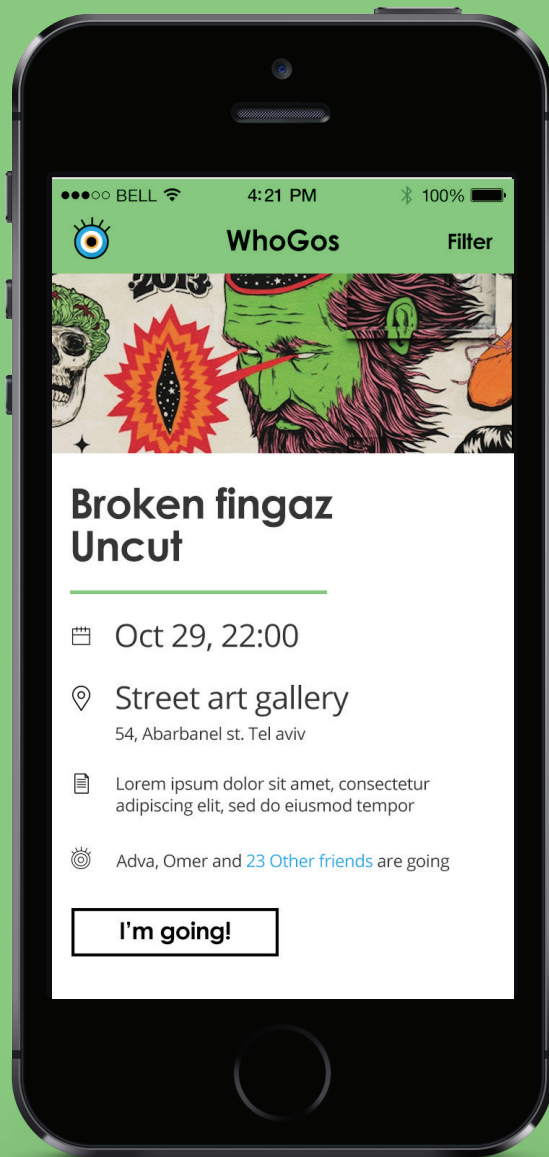 BELL 4:21 PM 100%
WhoGos Filter
2013
Broken fingaz
Uncut
Oct 29, 22:00
Street art gallery
54, Abarbanel st. Tel aviv
Lorem ipsum dolor sit amet, consectetur
adipiscing elit, sed do eiusmod tempor
Adva, Omer and 23 Other friends are going
I'm going!